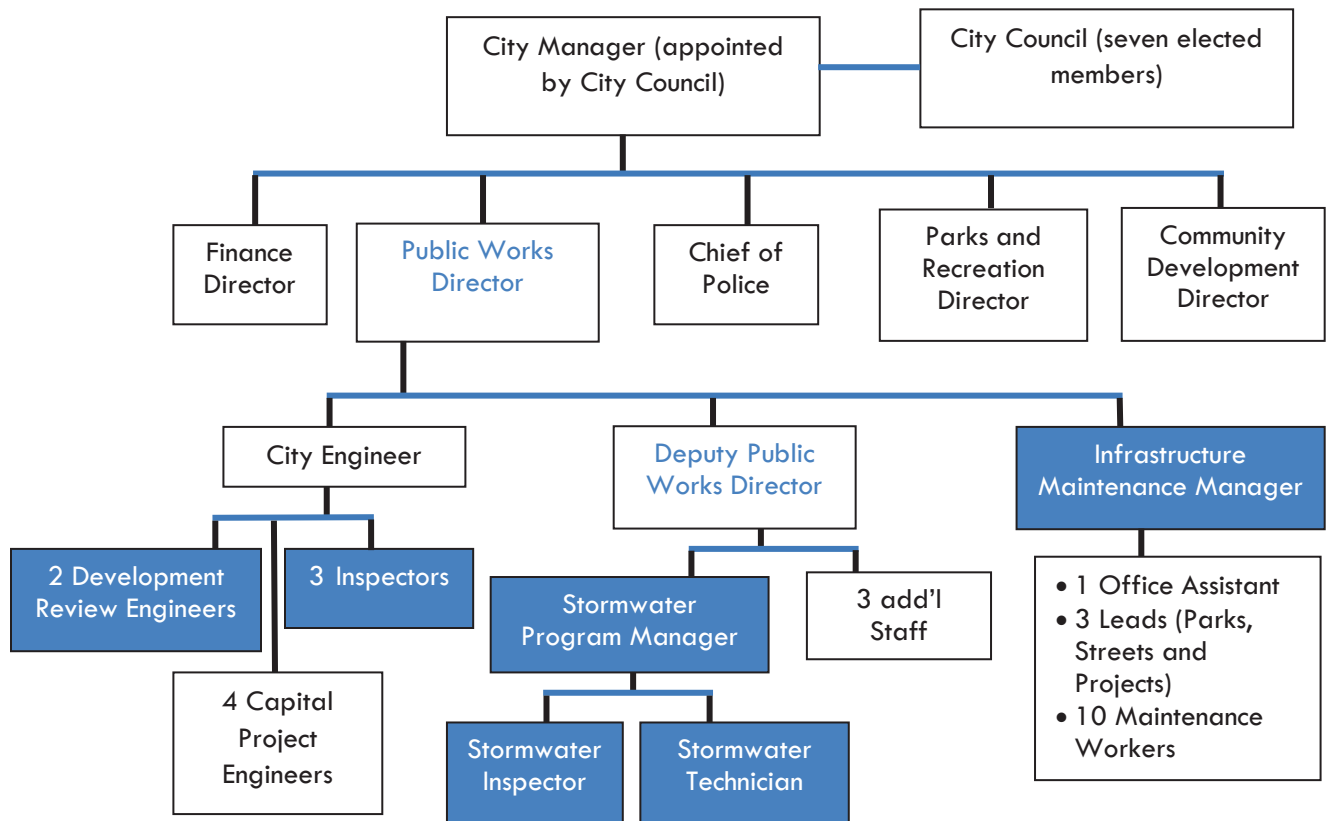 City Manager (appointed
by City Council)
City Council (seven elected
members)
Finance
Director
Public Works
Director
Chief of
Police
Parks and
Recreation
Director
Community
Development
Director
City Engineer
Deputy Public
Works Director
Infrastructure
Maintenance Manager
2 Development
Review Engineers
3 Inspectors
4 Capital
Project
Engineers
Stormwater
Program Manager
3 add'l
Staff
Stormwater
Inspector
Stormwater
Technician
• 1 Office Assistant
• 3 Leads (Parks,
Streets and
Projects)
• 10 Maintenance
Workers